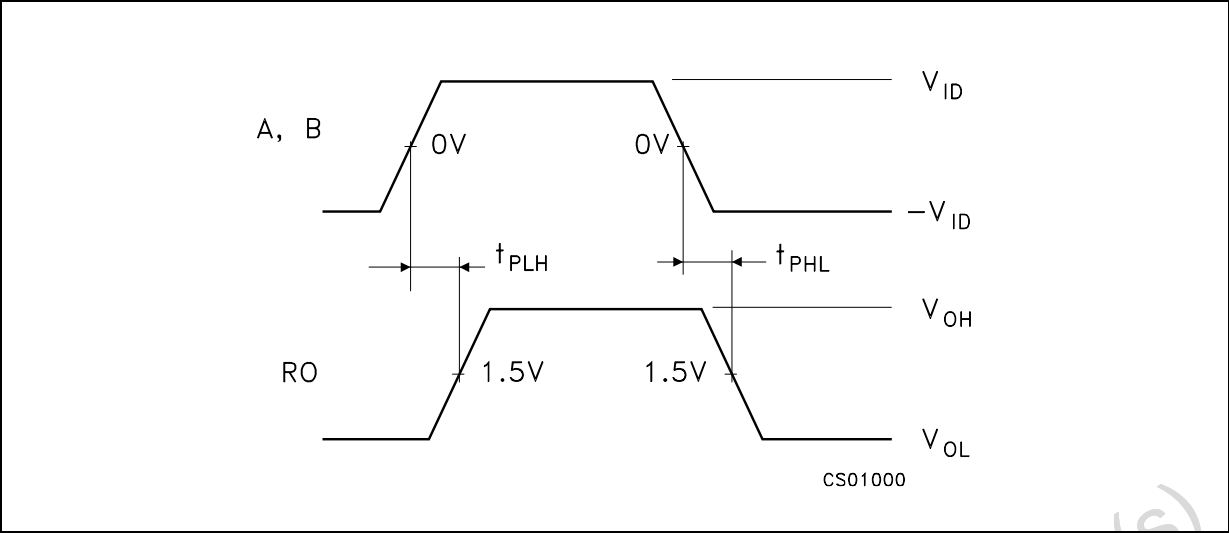 V_ID
A, B
0V 0V
-V_ID
t_PLH t_PHL
V_OH
RO 1.5V 1.5V
V_OL
CS01000
(s)